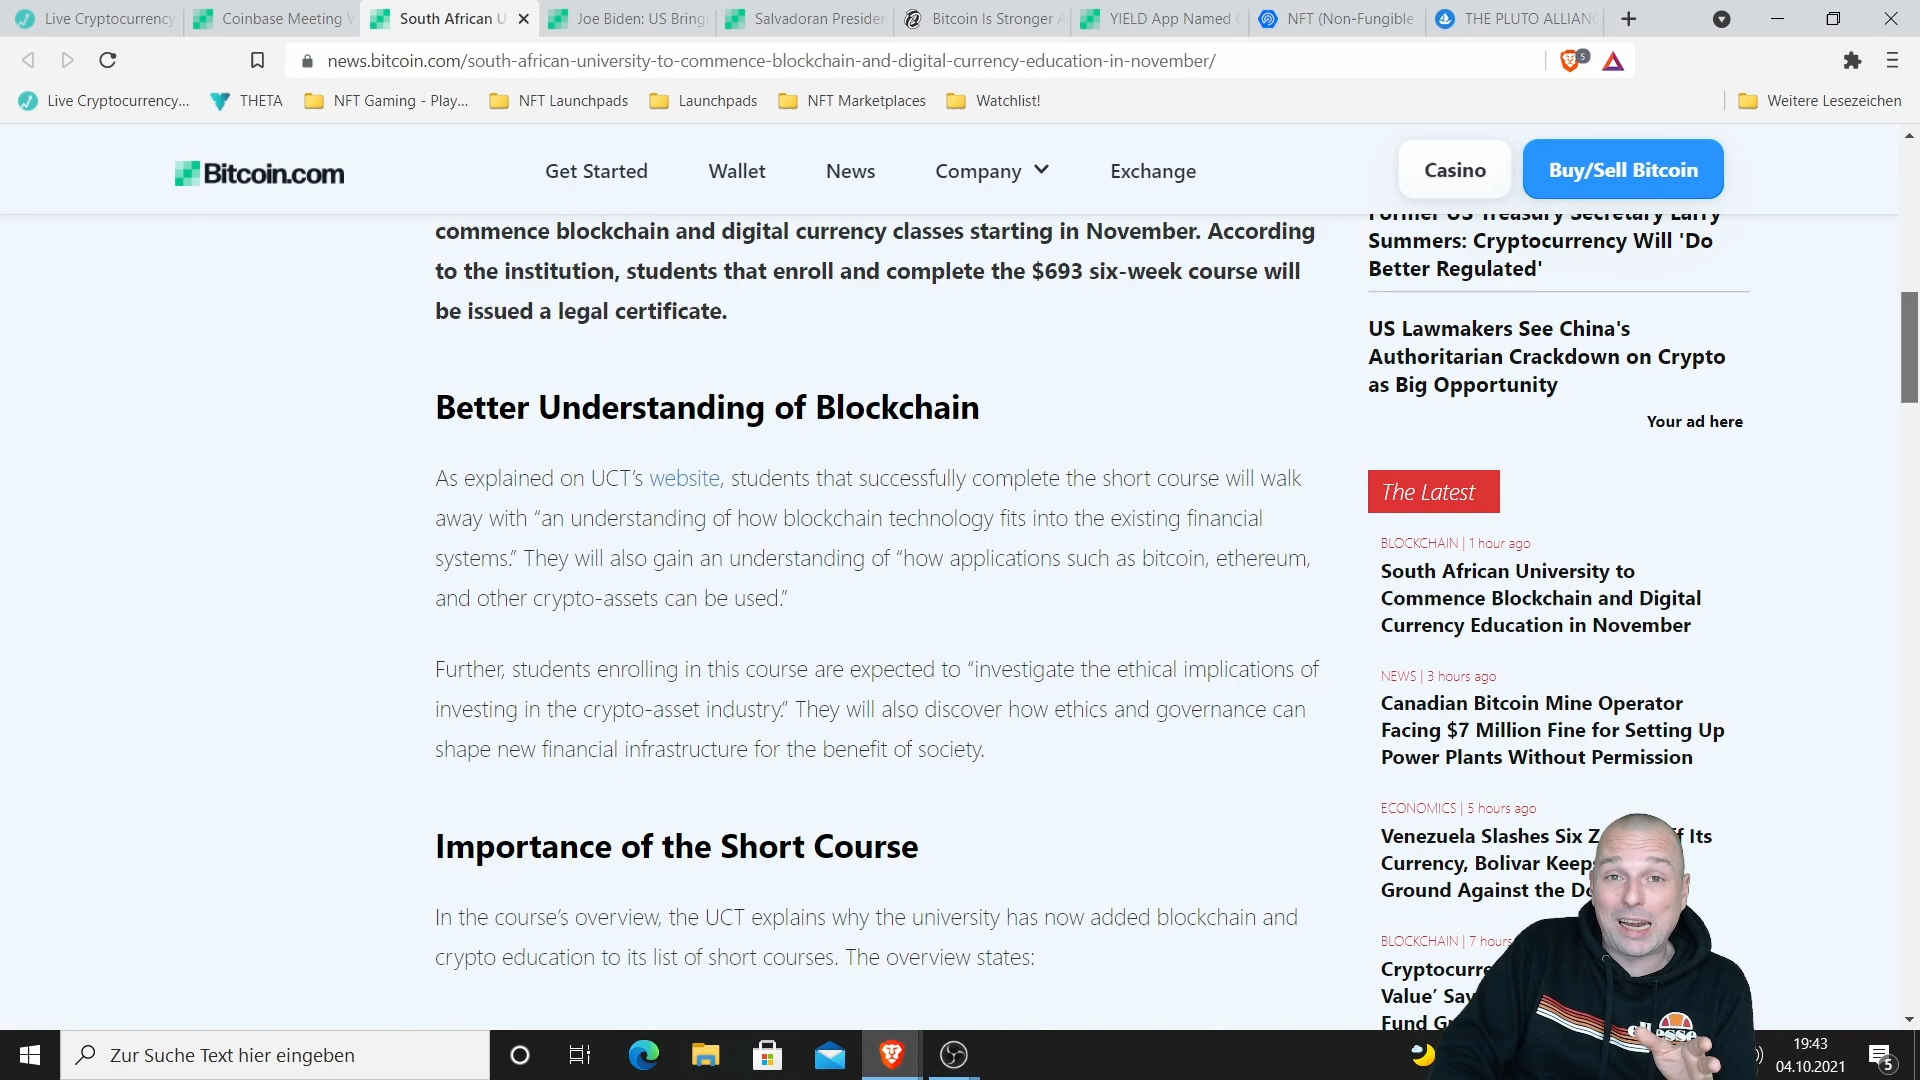 Live Cryptocurrency
Coinbase Meeting
South African U
Joe Biden: US Bring
Salvadoran Presider
Bitcoin Is Stronger
YIELD App Named
NFT (Non-Fungible
THE PLUTO ALLIAN
news.bitcoin.com/south-african-university-to-commence-blockchain-and-digital-currency-education-in-november/
5
Live Cryptocurrency...
THETA
NFT Gaming - Play...
NFT Launchpads
Launchpads
NFT Marketplaces
Watchlist!
Weitere Lesezeichen
Bitcoin.com
Get Started
Wallet
News
Company
Exchange
Casino
Buy/Sell Bitcoin
commence blockchain and digital currency classes starting in November. According
to the institution, students that enroll and complete the $693 six-week course will
be issued a legal certificate.
Better Understanding of Blockchain
As explained on UCT's website, students that successfully complete the short course will walk
away with “an understanding of how blockchain technology fits into the existing financial
systems.” They will also gain an understanding of “how applications such as bitcoin, ethereum,
and other crypto-assets can be used.”
Further, students enrolling in this course are expected to “investigate the ethical implications of
investing in the crypto-asset industry.” They will also discover how ethics and governance can
shape new financial infrastructure for the benefit of society.
Importance of the Short Course
In the course's overview, the UCT explains why the university has now added blockchain and
crypto education to its list of short courses. The overview states:
Former US Treasury Secretary Larry
Summers: Cryptocurrency Will 'Do
Better Regulated'
US Lawmakers See China's
Authoritarian Crackdown on Crypto
as Big Opportunity
Your ad here
The Latest
BLOCKCHAIN | 1 hour ago
South African University to
Commence Blockchain and Digital
Currency Education in November
NEWS | 3 hours ago
Canadian Bitcoin Mine Operator
Facing $7 Million Fine for Setting Up
Power Plants Without Permission
ECONOMICS | 5 hours ago
Venezuela Slashes Six Its
Currency, Bolivar Keeps
Ground Against the
BLOCKCHAIN | 7 hours
Value'
Fund
Zur Suche Text hier eingeben
19:43
04.10.2021
5